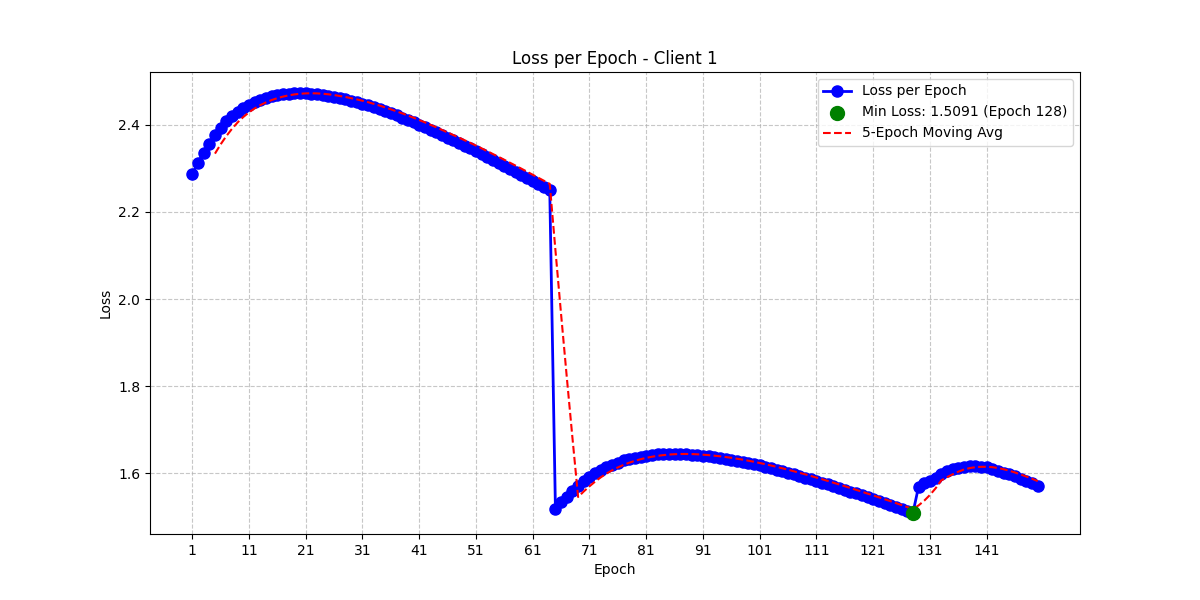 Loss per Epoch - Client 1
Loss per Epoch
Min Loss: 1.5091 (Epoch 128)
5-Epoch Moving Avg
Loss
2.4
2.2
2.0
1.8
1.6
1 11 21 31 41 51 61 71 81 91 101 111 121 131 141
Epoch